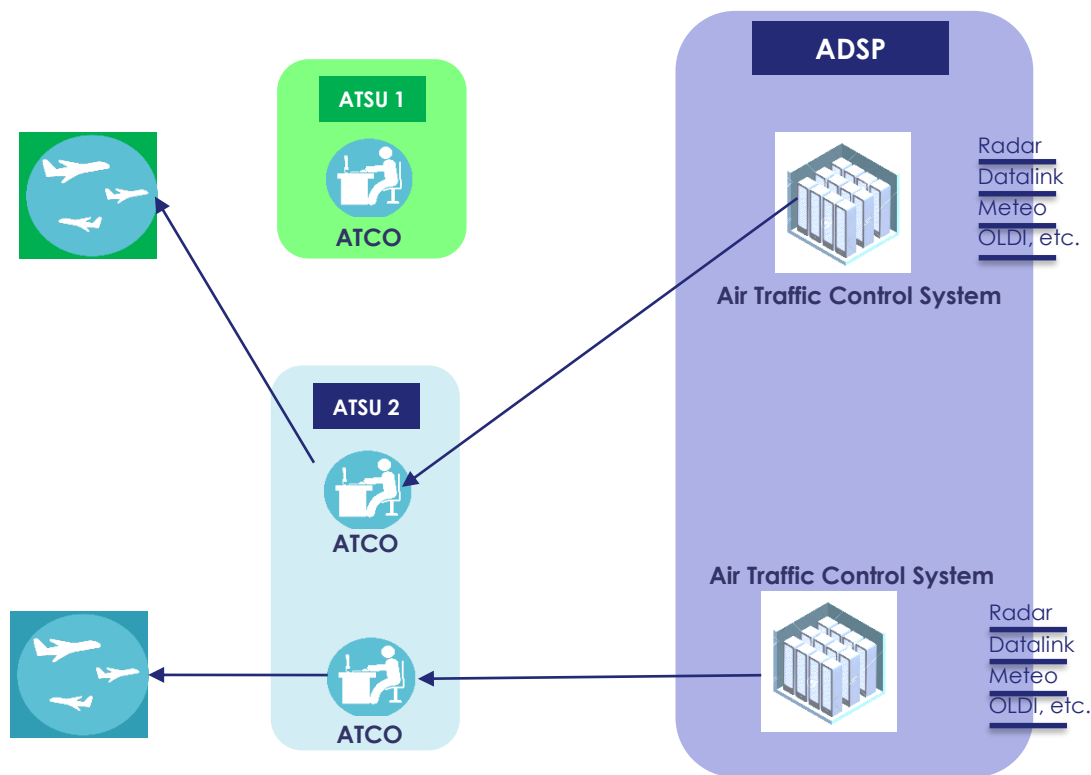 ADSP
ATSU 1
ATCO
Radar
Datalink
Meteo
OLDI, etc.
Air Traffic Control System
ATSU 2
ATCO
Air Traffic Control System
Radar
Datalink
Meteo
OLDI, etc.
ATCO